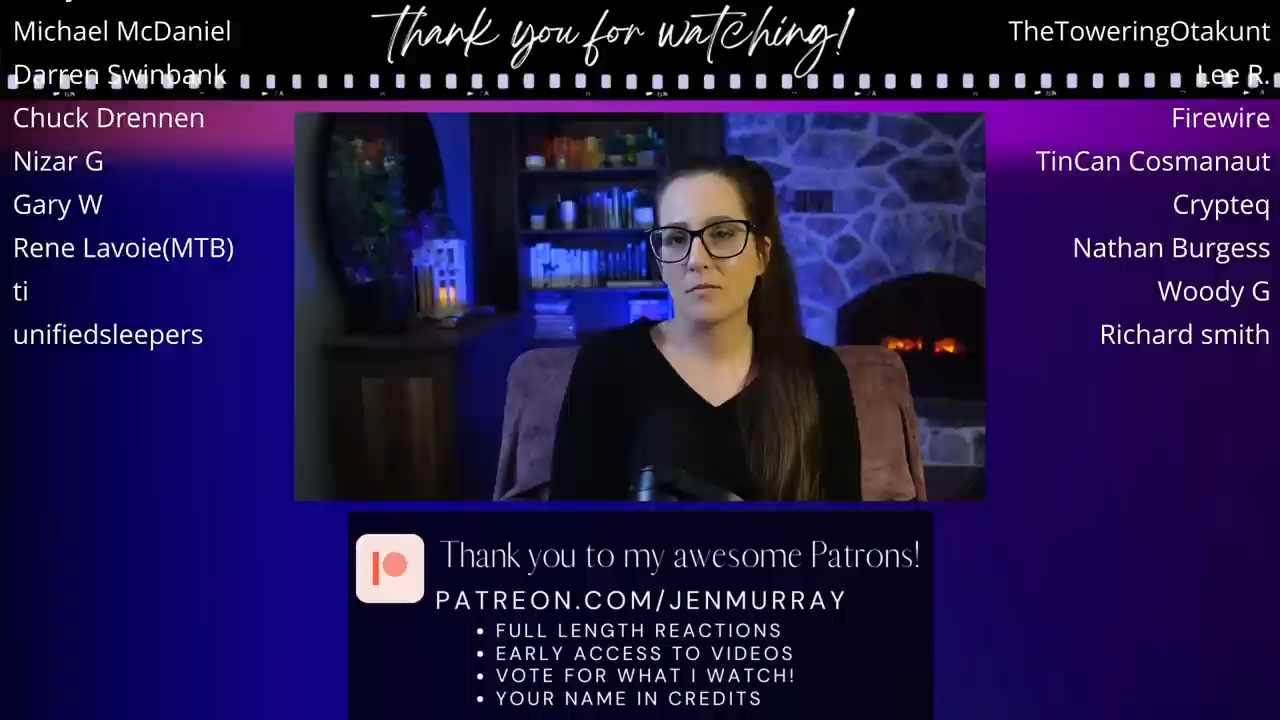 Thank you for watching!
Michael McDaniel
Darren Swinbank
Chuck Drennen
Nizar G
Gary W
Rene Lavoie(MTB)
ti
unifiedsleepers
TheToweringOtakunt
Lee R.
Firewire
TinCan Cosmanaut
Crypteq
Nathan Burgess
Woody G
Richard smith
Thank you to my awesome Patrons!
PATREON.COM/JENMURRAY
• FULL LENGTH REACTIONS
• EARLY ACCESS TO VIDEOS
• VOTE FOR WHAT I WATCH!
• YOUR NAME IN CREDITS